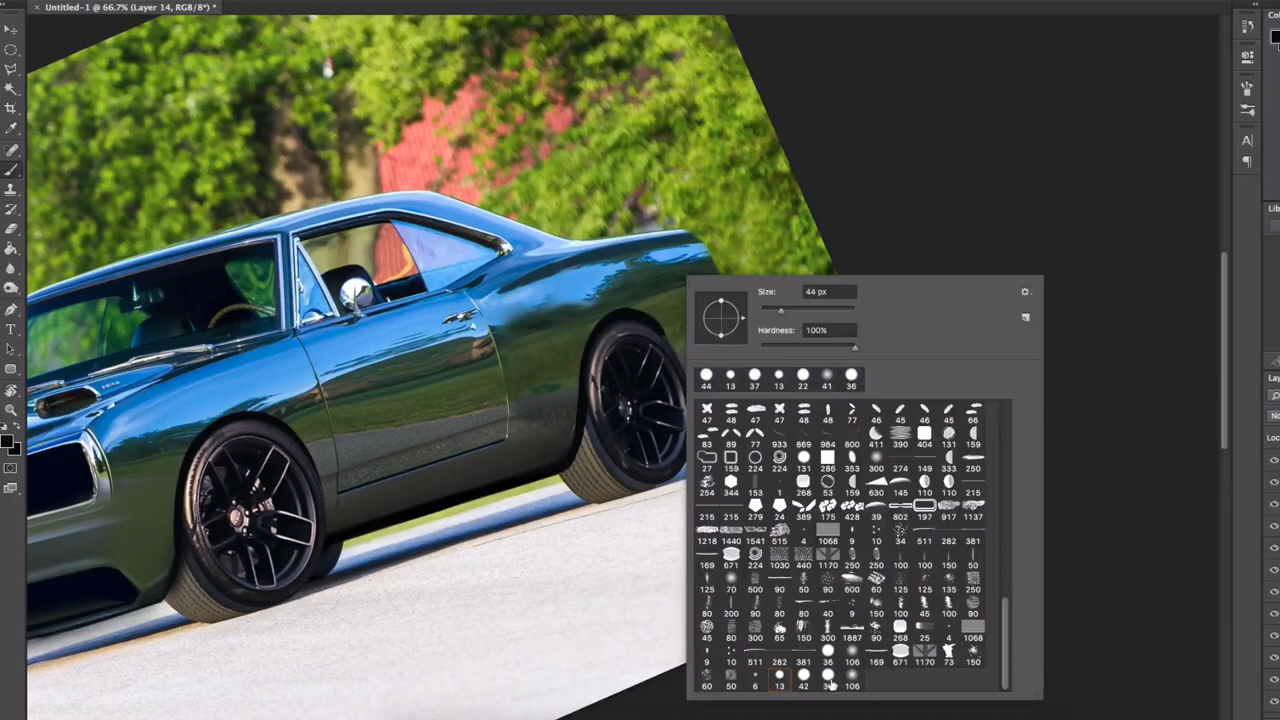 Untitled-1 @ 66.7% (Layer 14, RGB/8*) *
Size: 44 px
Hardness: 100%
44 13 37 13 22 41 36
47 48 77 47 48 48 77 46 45 46 45 66
83 89 77 933 869 984 800 411 390 404 131 159
27 159 224 224 131 286 353 300 274 149 333 250
254 344 153 1 268 53 159 630 145 110 110 215
215 215 279 24 389 175 428 39 802 197 917 1137
1218 1440 1541 515 4 1068 9 10 34 511 282 381
169 671 224 1030 440 1170 250 250 100 100 150 50
125 70 500 90 50 90 600 60 125 125 135 250
80 200 90 80 80 40 9 150 100 45 100 90
45 80 300 65 150 300 1887 90 268 25 4 1068
9 10 511 282 381 36 106 169 671 1170 73 150
60 50 6 13 42 106
A
Lib
T